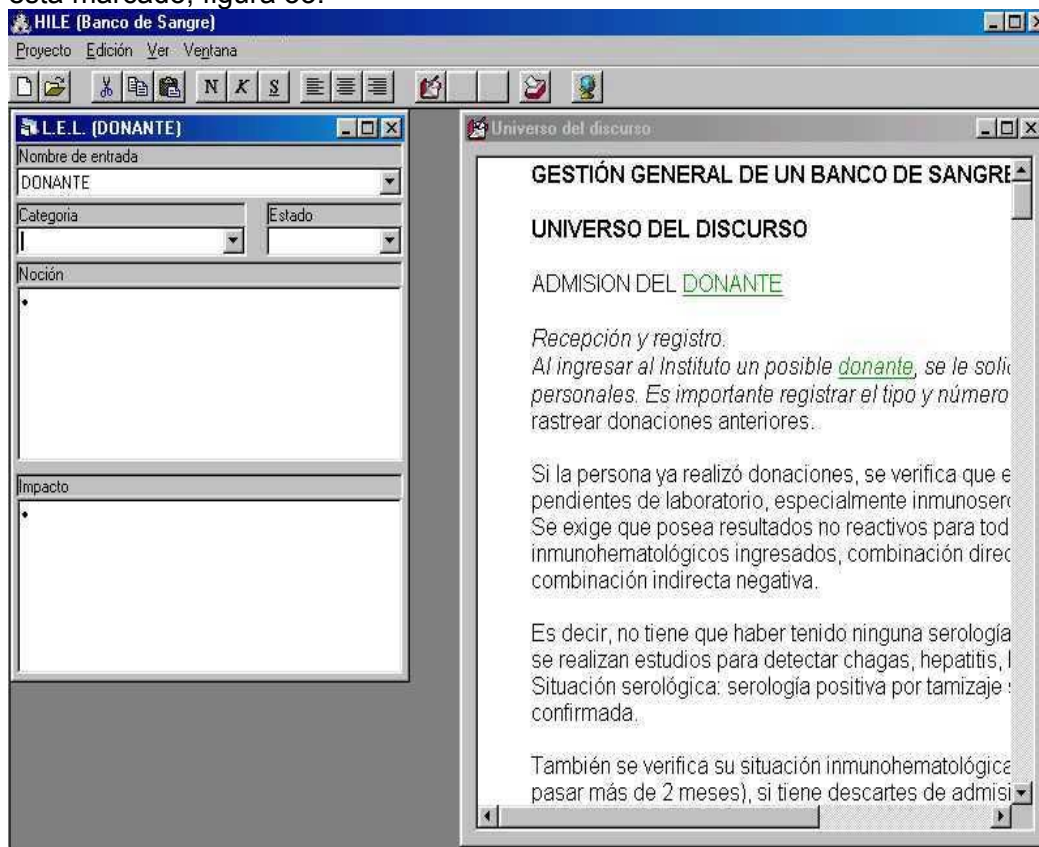 HILE (Banco de Sangre)
Proyecto Edición Ver Ventana
N K S
L.E.L. (DONANTE)
Nombre de entrada
DONANTE
Categoria Estado
Noción
•
Impacto
•
Universo del discurso
GESTIÓN GENERAL DE UN BANCO DE SANGRE
UNIVERSO DEL DISCURSO
ADMISION DEL DONANTE
Recepción y registro.
Al ingresar al Instituto un posible donante, se le
personales. Es importante registrar el tipo y número
rastrear donaciones anteriores.
Si la persona ya realizó donaciones, se verifica que
pendientes de laboratorio, especialmente
Se exige que posea resultados no reactivos para
inmunohematológicos ingresados, combinación
combinación indirecta negativa.
Es decir, no tiene que haber tenido ninguna serología
se realizan estudios para detectar chagas, hepatitis,
Situación serológica: serología positiva por tamizaje
confirmada.
También se verifica su situación inmunohematológica
pasar más de 2 meses), si tiene descartes de